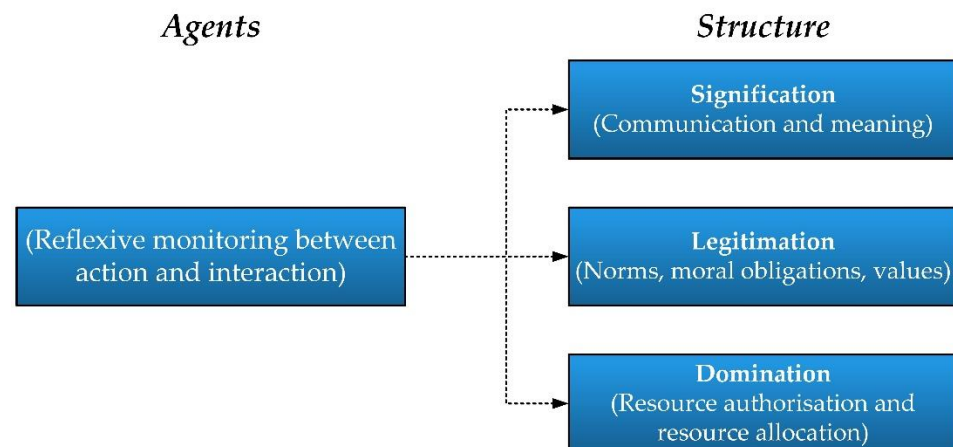 Agents
Structure
Signification
(Communication and meaning)
(Reflexive monitoring between
action and interaction)
Legitimation
(Norms, moral obligations, values)
Domination
(Resource authorisation and
resource allocation)